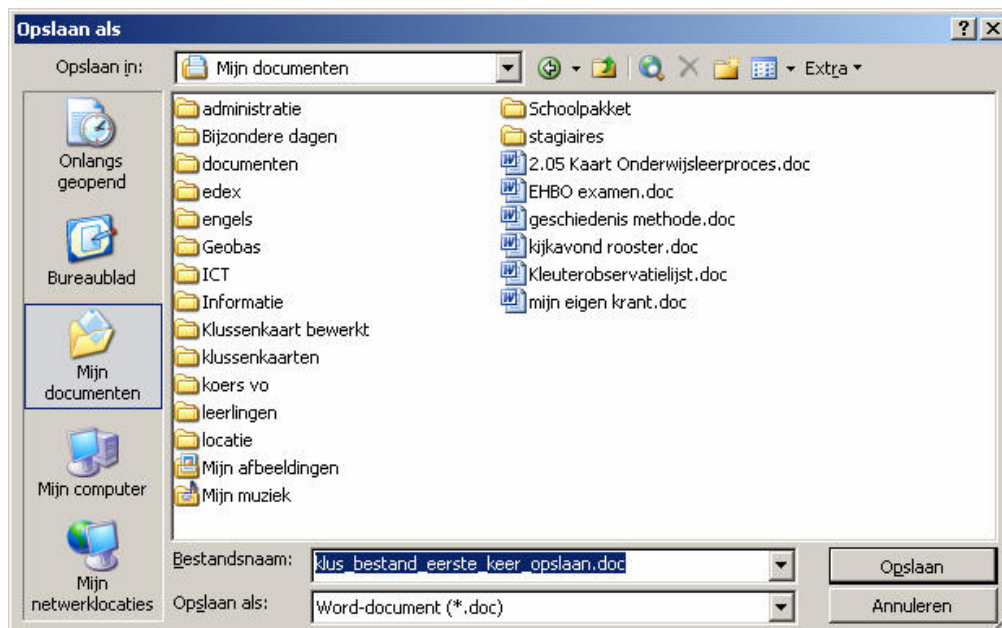 Opslaan als
Opslaan in:
Mijn documenten
Extra
Onlangs
geopend
Bureaublad
Mijn
documenten
Mijn computer
Mijn
netwerklocaties
administratie
Bijzondere dagen
documenten
edex
engels
Geobas
ICT
Informatie
Klussenkaart bewerkt
klussenkaarten
koers vo
leerlingen
locatie
Mijn afbeeldingen
Mijn muziek
Schoolpakket
stagiaires
2.05 Kaart Onderwijsleerproces.doc
EHBO examen.doc
geschiedenis methode.doc
kijkavond rooster.doc
Kleuterobservatielijst.doc
mijn eigen krant.doc
Bestandsnaam:
klus_bestand_eerste_keer_opslaan.doc
Opslaan
Opslaan als:
Word-document (*.doc)
Annuleren